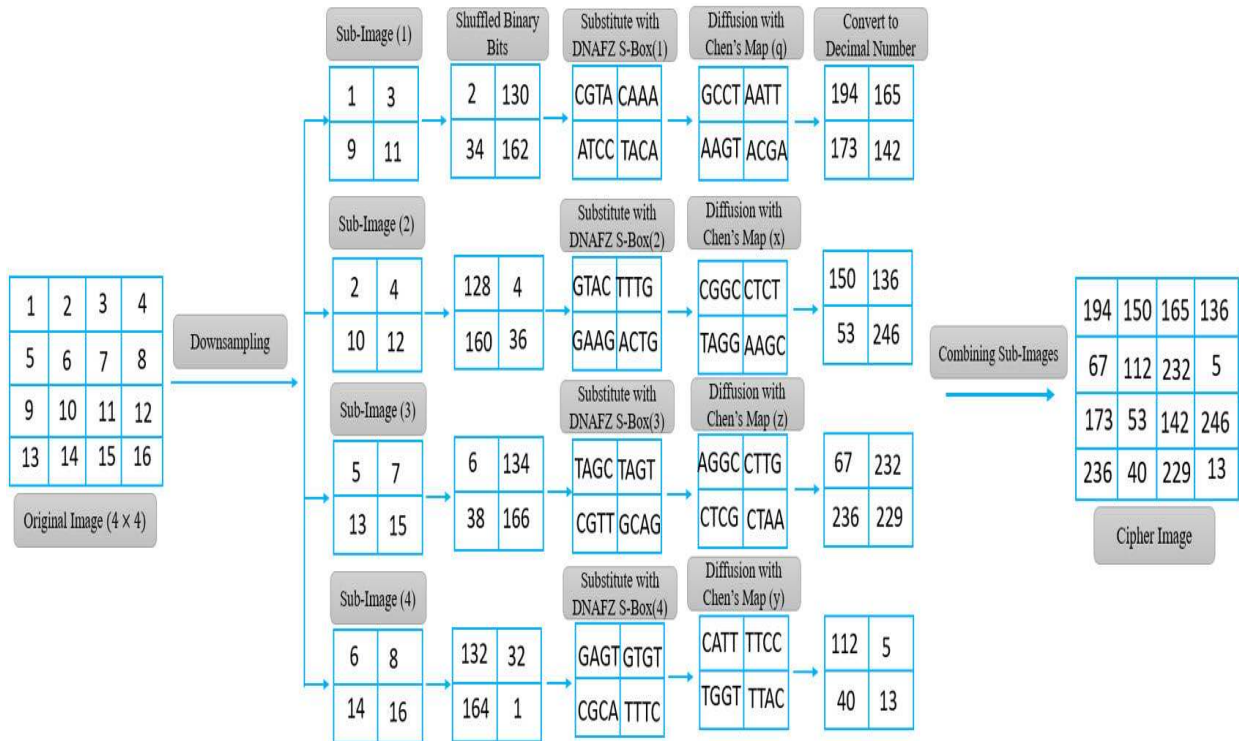 Sub-Image (1)
Shuffled Binary
Bits
Substitute with
DNAFZ S-Box(1)
Diffusion with
Chen's Map (q)
Convert to
Decimal Number
1 3
9 11
2 130
34 162
CGTA CAAA
ATCC TACA
GCCT AATT
AAGT ACGA
194 165
173 142
Sub-Image (2)
Substitute with
DNAFZ S-Box(2)
Diffusion with
Chen's Map (x)
2 4
10 12
128 4
160 36
GTAC TTTG
GAAG ACTG
CGGC CTCT
TAGG AAGC
150 136
53 246
1 2 3 4
5 6 7 8
9 10 11 12
13 14 15 16
Original Image (4 × 4)
Downsampling
Sub-Image (3)
Substitute with
DNAFZ S-Box(3)
Diffusion with
Chen's Map (z)
5 7
13 15
6 134
38 166
TAGC TAGT
CGTT GCAG
AGGC CTTG
CTCG CTAA
67 232
236 229
Sub-Image (4)
Substitute with
DNAFZ S-Box(4)
Diffusion with
Chen's Map (y)
6 8
14 16
132 32
164 1
GAGT GTGT
CGCA TTTC
CATT TTCC
TGGT TTAC
112 5
40 13
Combining Sub-Images
194 150 165 136
67 112 232 5
173 53 142 246
236 40 229 13
Cipher Image